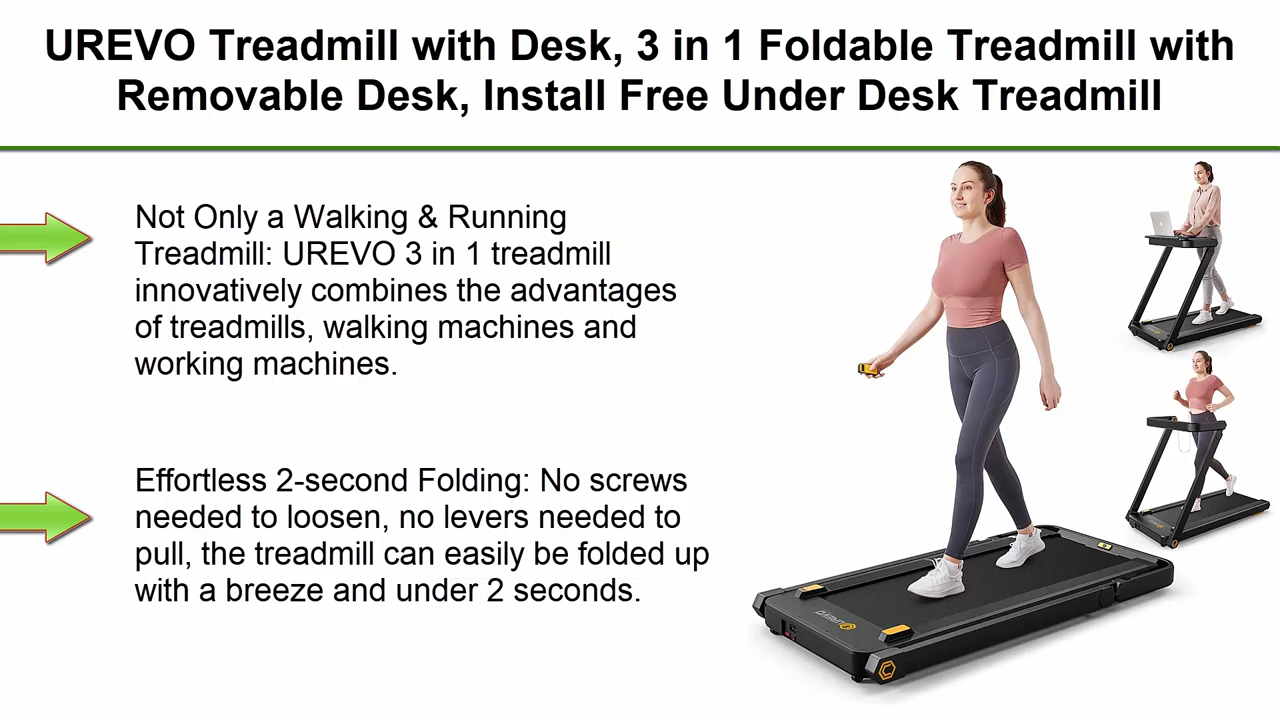 UREVO Treadmill with Desk, 3 in 1 Foldable Treadmill with
Removable Desk, Install Free Under Desk Treadmill
Not Only a Walking & Running
Treadmill: UREVO 3 in 1 treadmill
innovatively combines the advantages
of treadmills, walking machines and
working machines.
Effortless 2-second Folding: No screws
needed to loosen, no levers needed to
pull, the treadmill can easily be folded up
with a breeze and under 2 seconds.
UREVO